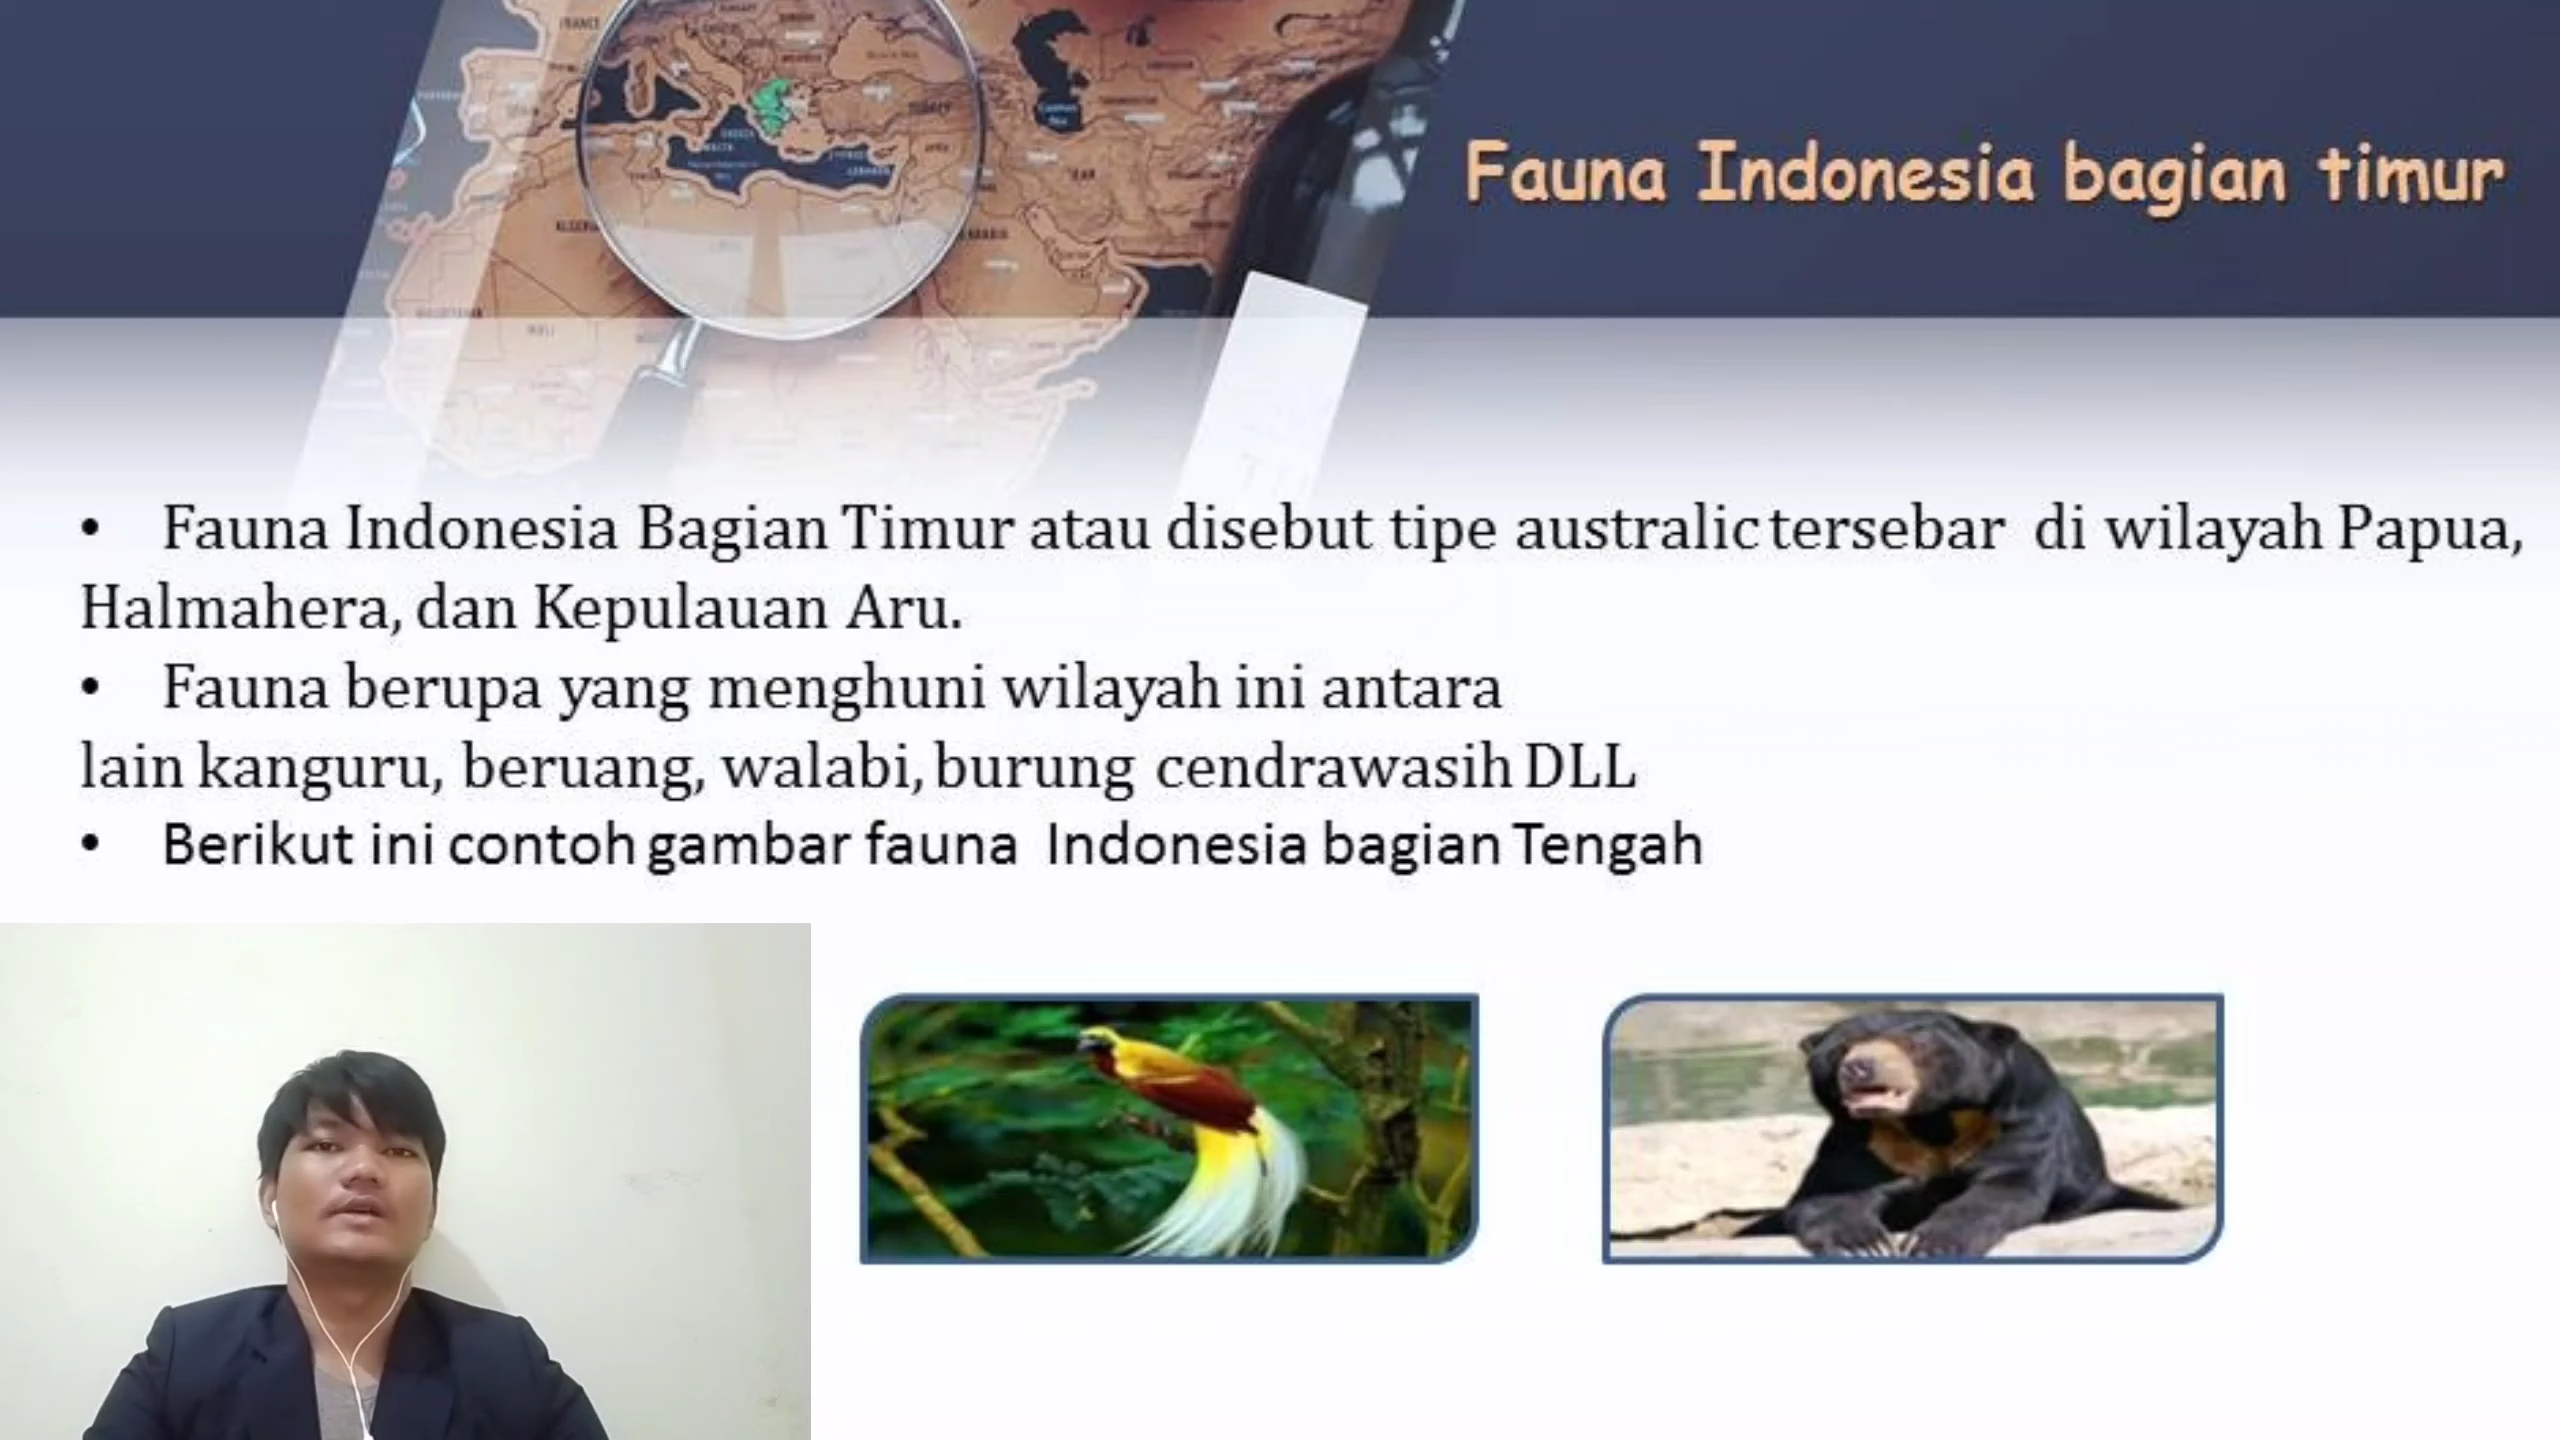 Fauna Indonesia bagian timur
• Fauna Indonesia Bagian Timur atau disebut tipe australic tersebar di wilayah Papua,
Halmahera, dan Kepulauan Aru.
• Fauna berupa yang menghuni wilayah ini antara
lain kanguru, beruang, walabi, burung cendrawasih DLL
• Berikut ini contoh gambar fauna Indonesia bagian Tengah